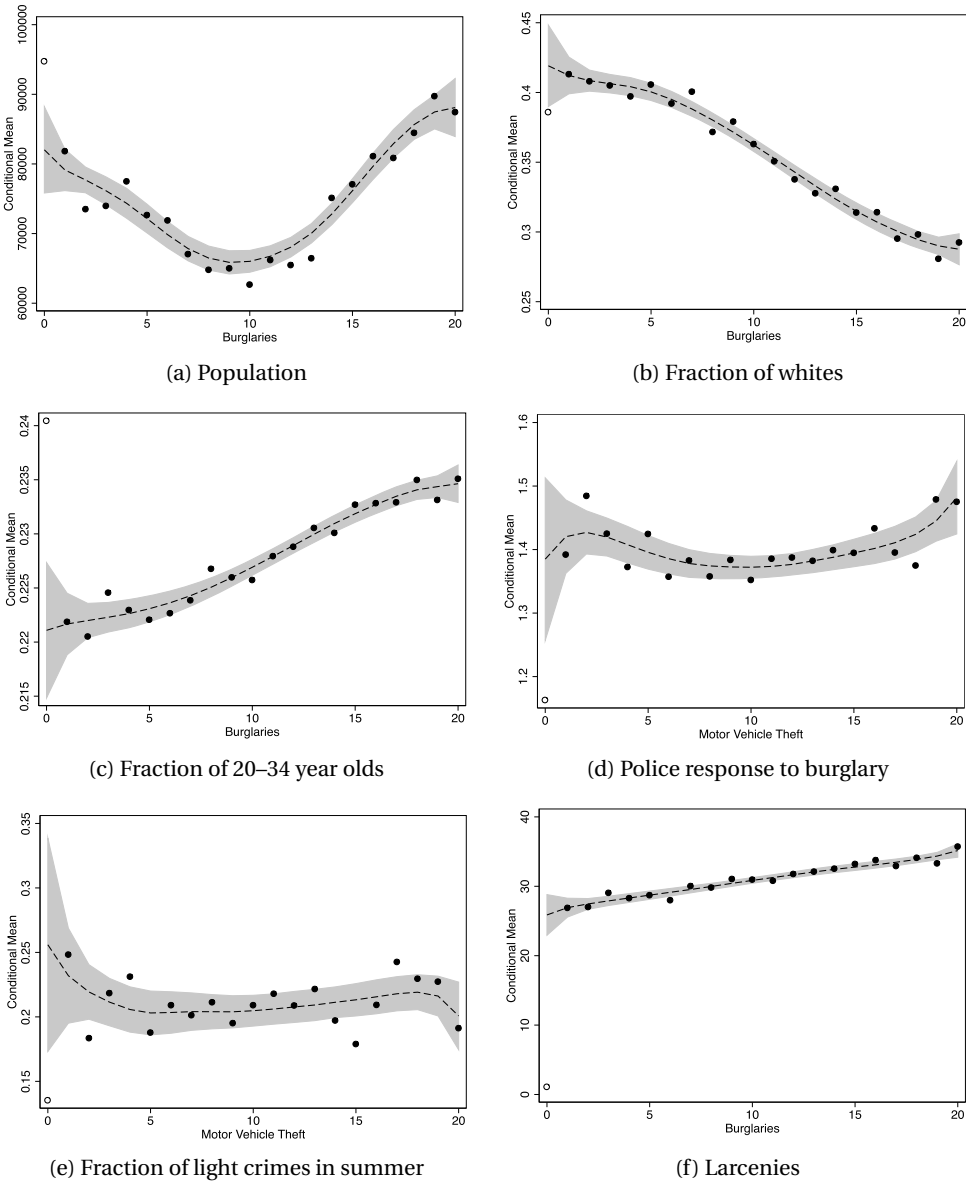 100000
90000
80000
70000
60000
Conditional Mean
0 5 10 15 20
Burglaries
(a) Population
0.45
0.4
0.35
0.3
0.25
Conditional Mean
0 5 10 15 20
Burglaries
(b) Fraction of whites
0.24
0.235
0.23
0.225
0.22
0.215
Conditional Mean
0 5 10 15 20
Burglaries
(c) Fraction of 20–34 year olds
1.6
1.5
1.4
1.3
1.2
Conditional Mean
0 5 10 15 20
Motor Vehicle Theft
(d) Police response to burglary
0.35
0.3
0.25
0.2
0.15
Conditional Mean
0 5 10 15 20
Motor Vehicle Theft
(e) Fraction of light crimes in summer
40
30
20
10
0
Conditional Mean
0 5 10 15 20
Burglaries
(f) Larcenies